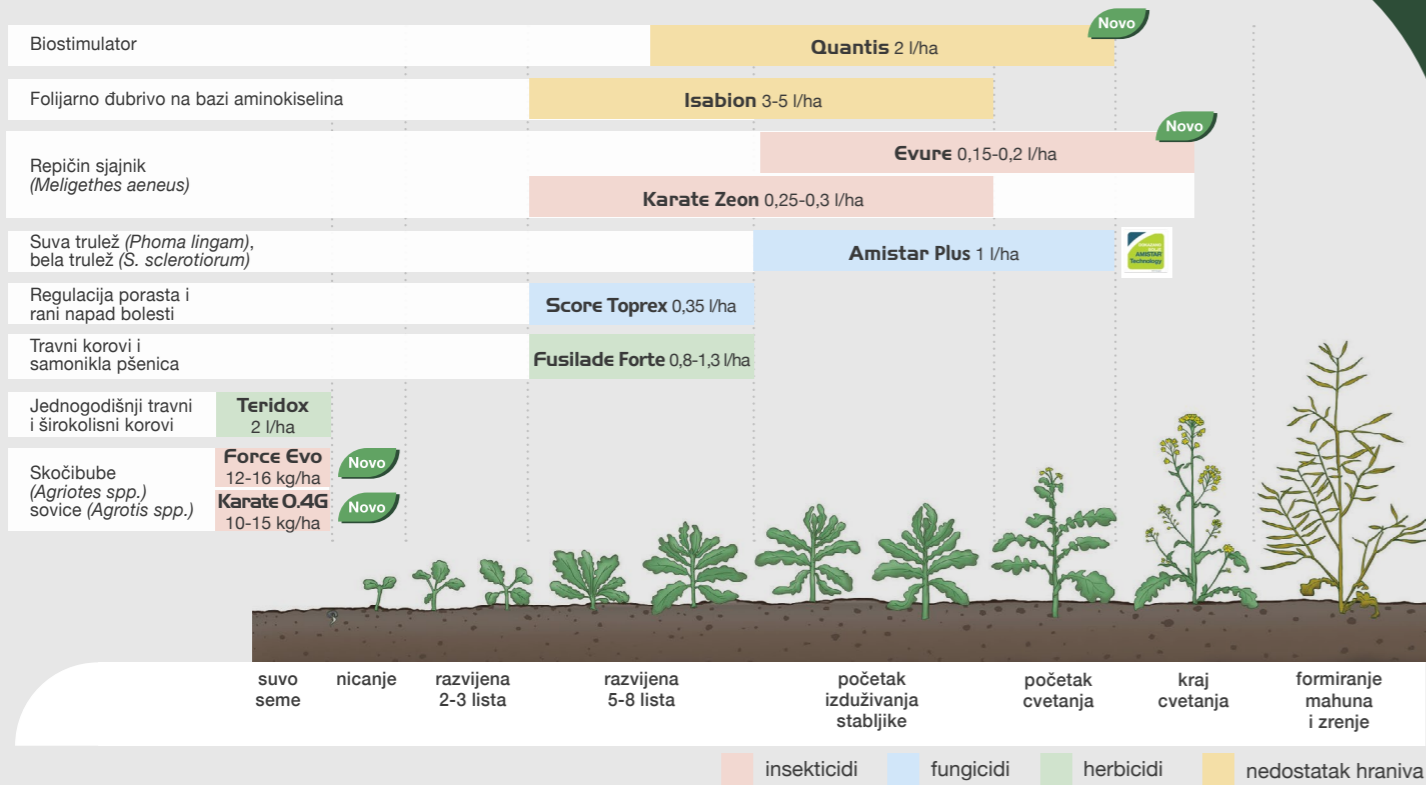 Novo
Biostimulator
Quantis 2 l/ha
Folijarno đubrivo na bazi aminokiselina
Isabion 3-5 l/ha
Novo
Repičin sjajnik
(Meligethes aeneus)
Evure 0,15-0,2 l/ha
Karate Zeon 0,25-0,3 l/ha
Suva trulež (Phoma lingam),
bela trulež (S. sclerotiorum)
Amistar Plus 1 l/ha
AMISTAR
Technology
Regulacija porasta i
rani napad bolesti
Score Toprex 0,35 l/ha
Travni korovi i
samonikla pšenica
Fusilade Forte 0,8-1,3 l/ha
Jednogodišnji travni
i širokolisni korovi
Teridox
2 l/ha
Skočibube
(Agriotes spp.)
sovice (Agrotis spp.)
Force Evo
12-16 kg/ha
Novo
Karate 0.4G
10-15 kg/ha
Novo
suvo
seme
nicanje
razvijena
2-3 lista
razvijena
5-8 lista
početak
izduživanja
stabljike
početak
cvetanja
kraj
cvetanja
formiranje
mahuna
i zrenje
insekticidi
fungicidi
herbicidi
nedostatak hraniva